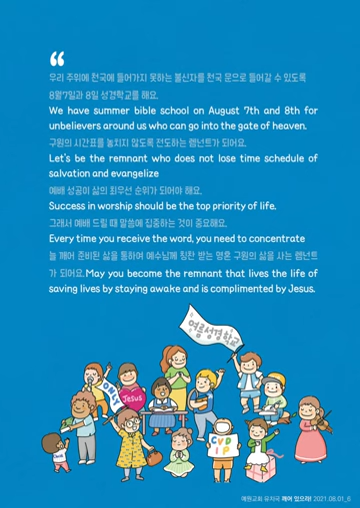 “
우리 주위에 천국에 들어가지 못하는 불신자를 천국 문으로 들어갈 수 있도록
8월7일과 8일 성경학교를 해요.
We have summer bible school on August 7th and 8th for
unbelievers around us who can go into the gate of heaven.
구원의 시간표를 놓치지 않도록 전도하는 렘넌트가 되어요.
Let's be the remnant who does not lose time schedule of
salvation and evangelize
예배 성공이 삶의 최우선 순위가 되어야 해요.
Success in worship should be the top priority of life.
그래서 예배 드릴 때 말씀에 집중하는 것이 중요해요.
Every time you receive the word, you need to concentrate
늘 깨어 준비된 삶을 통하여 예수님께 칭찬 받는 영혼 구원의 삶을 사는 렘넌트
가 되어요. May you become the remnant that lives the life of
saving lives by staying awake and is complimented by Jesus.
여름성경학교
ONLY
Jesus
CVD
IP
예원교회 유치국 깨어 있으라! 2021.08.01_6